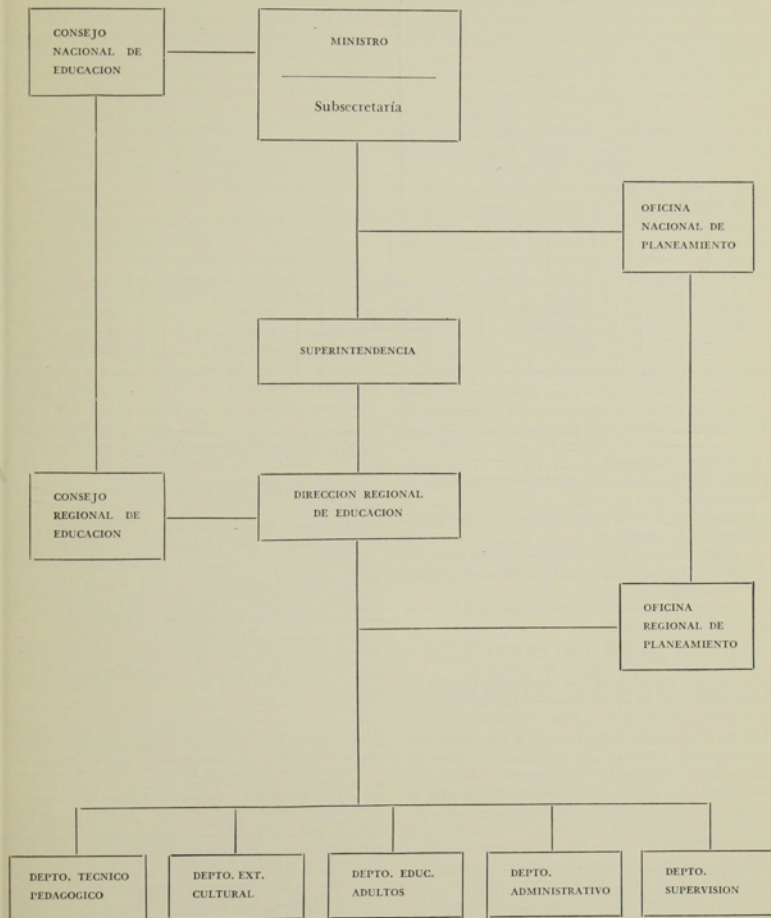 CONSEJO
NACIONAL DE
EDUCACION
MINISTRO
Subsecretaría
OFICINA
NACIONAL DE
PLANEAMIENTO
SUPERINTENDENCIA
CONSEJO
REGIONAL DE
EDUCACION
DIRECCION REGIONAL
DE EDUCACION
OFICINA
REGIONAL DE
PLANEAMIENTO
DEPTO. TECNICO
PEDAGOGICO
DEPTO. EXT.
CULTURAL
DEPTO. EDUC.
ADULTOS
DEPTO.
ADMINISTRATIVO
DEPTO.
SUPERVISION